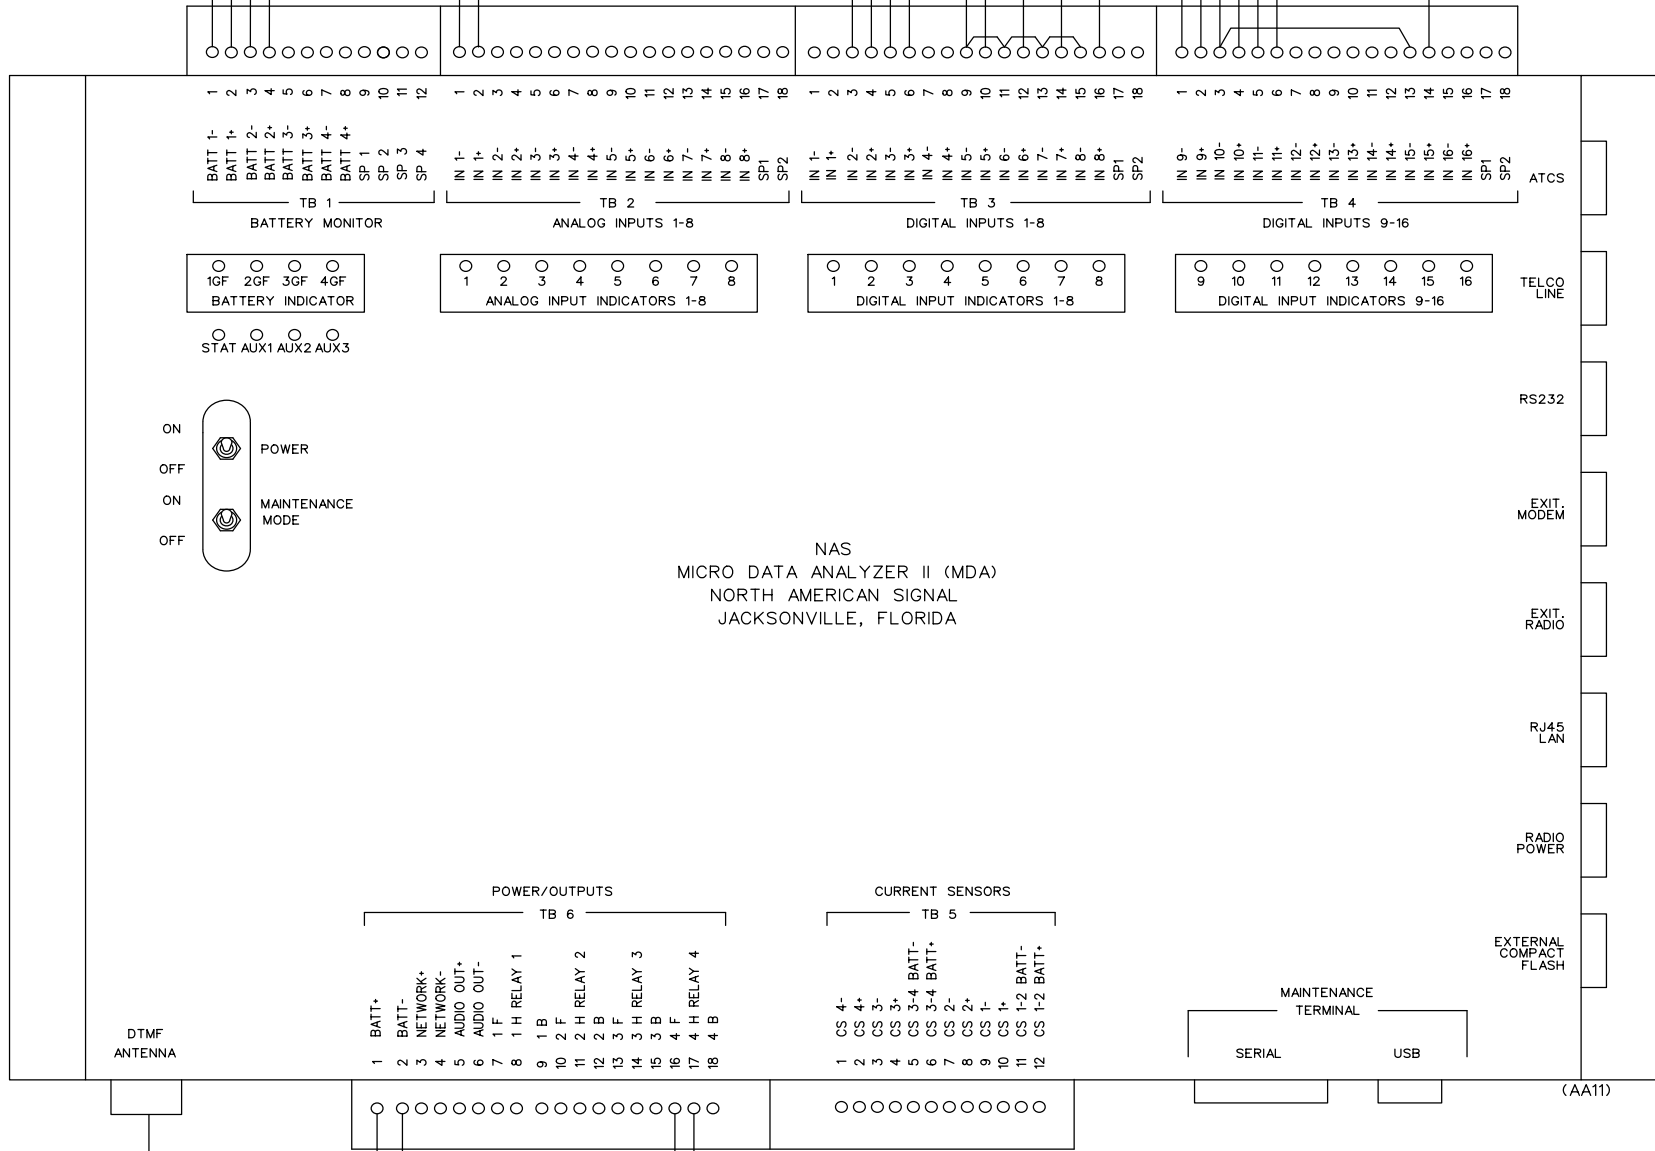 1 2 3 4 5 6 7 8 9 10 11 12
1 2 3 4 5 6 7 8 9 10 11 12 13 14 15 16 17 18
1 2 3 4 5 6 7 8 9 10 11 12 13 14 15 16 17 18
1 2 3 4 5 6 7 8 9 10 11 12 13 14 15 16 17 18
BATT 1-
BATT 1+
BATT 2-
BATT 2+
BATT 3-
BATT 3+
BATT 4-
BATT 4+
SP 1
SP 2
SP 3
SP 4
TB 1
BATTERY MONITOR
IN 1-
IN 1+
IN 2-
IN 2+
IN 3-
IN 3+
IN 4-
IN 4+
IN 5-
IN 5+
IN 6-
IN 6+
IN 7-
IN 7+
IN 8-
IN 8+
SP1
SP2
TB 2
ANALOG INPUTS 1-8
IN 1-
IN 1+
IN 2-
IN 2+
IN 3-
IN 3+
IN 4-
IN 4+
IN 5-
IN 5+
IN 6-
IN 6+
IN 7-
IN 7+
IN 8-
IN 8+
SP1
SP2
TB 3
DIGITAL INPUTS 1-8
IN 9-
IN 9+
IN 10-
IN 10+
IN 11-
IN 11+
IN 12-
IN 12+
IN 13-
IN 13+
IN 14-
IN 14+
IN 15-
IN 15+
IN 16-
IN 16+
SP1
SP2
TB 4
DIGITAL INPUTS 9-16
1GF 2GF 3GF 4GF
BATTERY INDICATOR
1 2 3 4 5 6 7 8
ANALOG INPUT INDICATORS 1-8
1 2 3 4 5 6 7 8
DIGITAL INPUT INDICATORS 1-8
9 10 11 12 13 14 15 16
DIGITAL INPUT INDICATORS 9-16
STAT AUX1 AUX2 AUX3
ON
POWER
OFF
ON
MAINTENANCE
MODE
OFF
NAS
MICRO DATA ANALYZER II (MDA)
NORTH AMERICAN SIGNAL
JACKSONVILLE, FLORIDA
ATCS
TELCO
LINE
RS232
EXIT.
MODEM
EXIT.
RADIO
RJ45
LAN
RADIO
POWER
EXTERNAL
COMPACT
FLASH
POWER/OUTPUTS
TB 6
1 BATT+
2 BATT-
3 NETWORK+
4 NETWORK-
5 AUDIO OUT+
6 AUDIO OUT-
7 1 F
8 1 H RELAY 1
9 1 B
10 2 F
11 2 H RELAY 2
12 2 B
13 3 F
14 3 H RELAY 3
15 3 B
16 4 F
17 4 H RELAY 4
18 4 B
CURRENT SENSORS
TB 5
1 CS 4-
2 CS 4+
3 CS 3-
4 CS 3+
5 CS 3-4 BATT-
6 CS 3-4 BATT+
7 CS 2-
8 CS 2+
9 CS 1-
10 CS 1+
11 CS 1-2 BATT-
12 CS 1-2 BATT+
MAINTENANCE
TERMINAL
SERIAL
USB
DTMF
ANTENNA
(AA11)